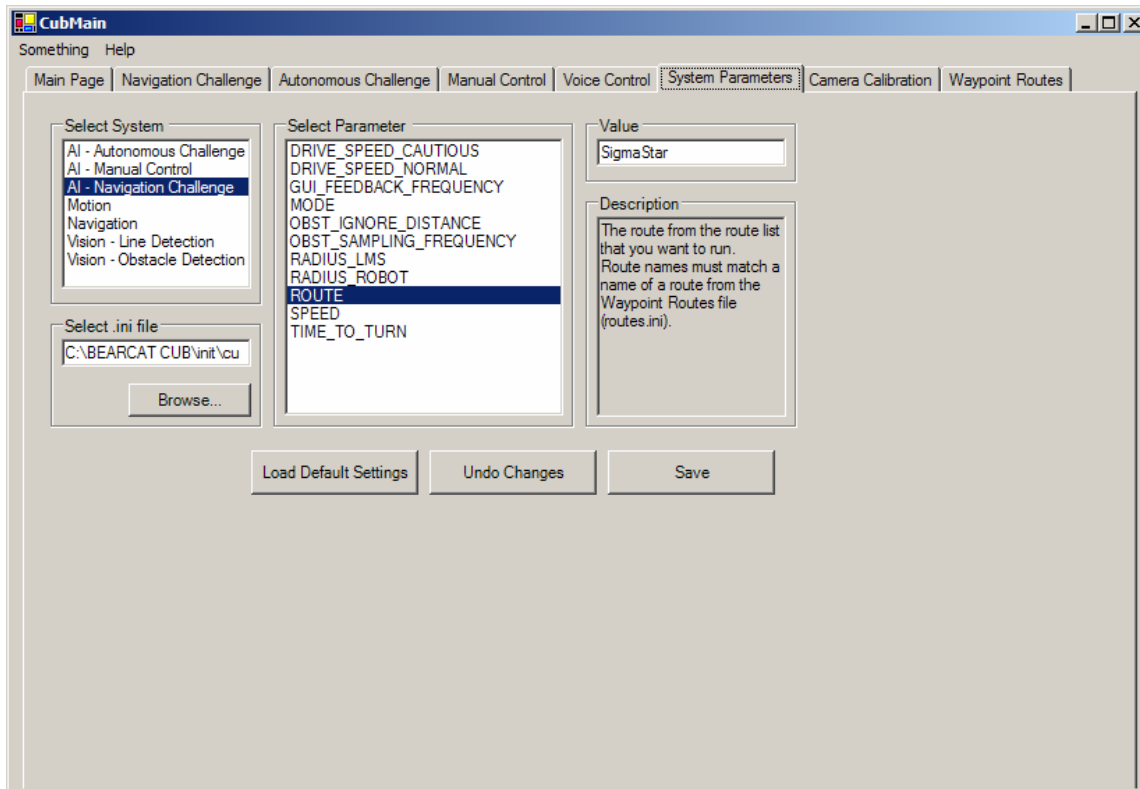 CubMain
Something Help
Main Page Navigation Challenge Autonomous Challenge Manual Control Voice Control System Parameters Camera Calibration Waypoint Routes
Select System
AI - Autonomous Challenge
AI - Manual Control
AI - Navigation Challenge
Motion
Navigation
Vision - Line Detection
Vision - Obstacle Detection
Select .ini file
C:\BEARCAT CUB\init\cu
Browse...
Select Parameter
DRIVE_SPEED_CAUTIOUS
DRIVE_SPEED_NORMAL
GUI_FEEDBACK_FREQUENCY
MODE
OBST_IGNORE_DISTANCE
OBST_SAMPLING_FREQUENCY
RADIUS_LMS
RADIUS_ROBOT
ROUTE
SPEED
TIME_TO_TURN
Value
SigmaStar
Description
The route from the route list
that you want to run.
Route names must match a
name of a route from the
Waypoint Routes file
(routes.ini).
Load Default Settings Undo Changes Save